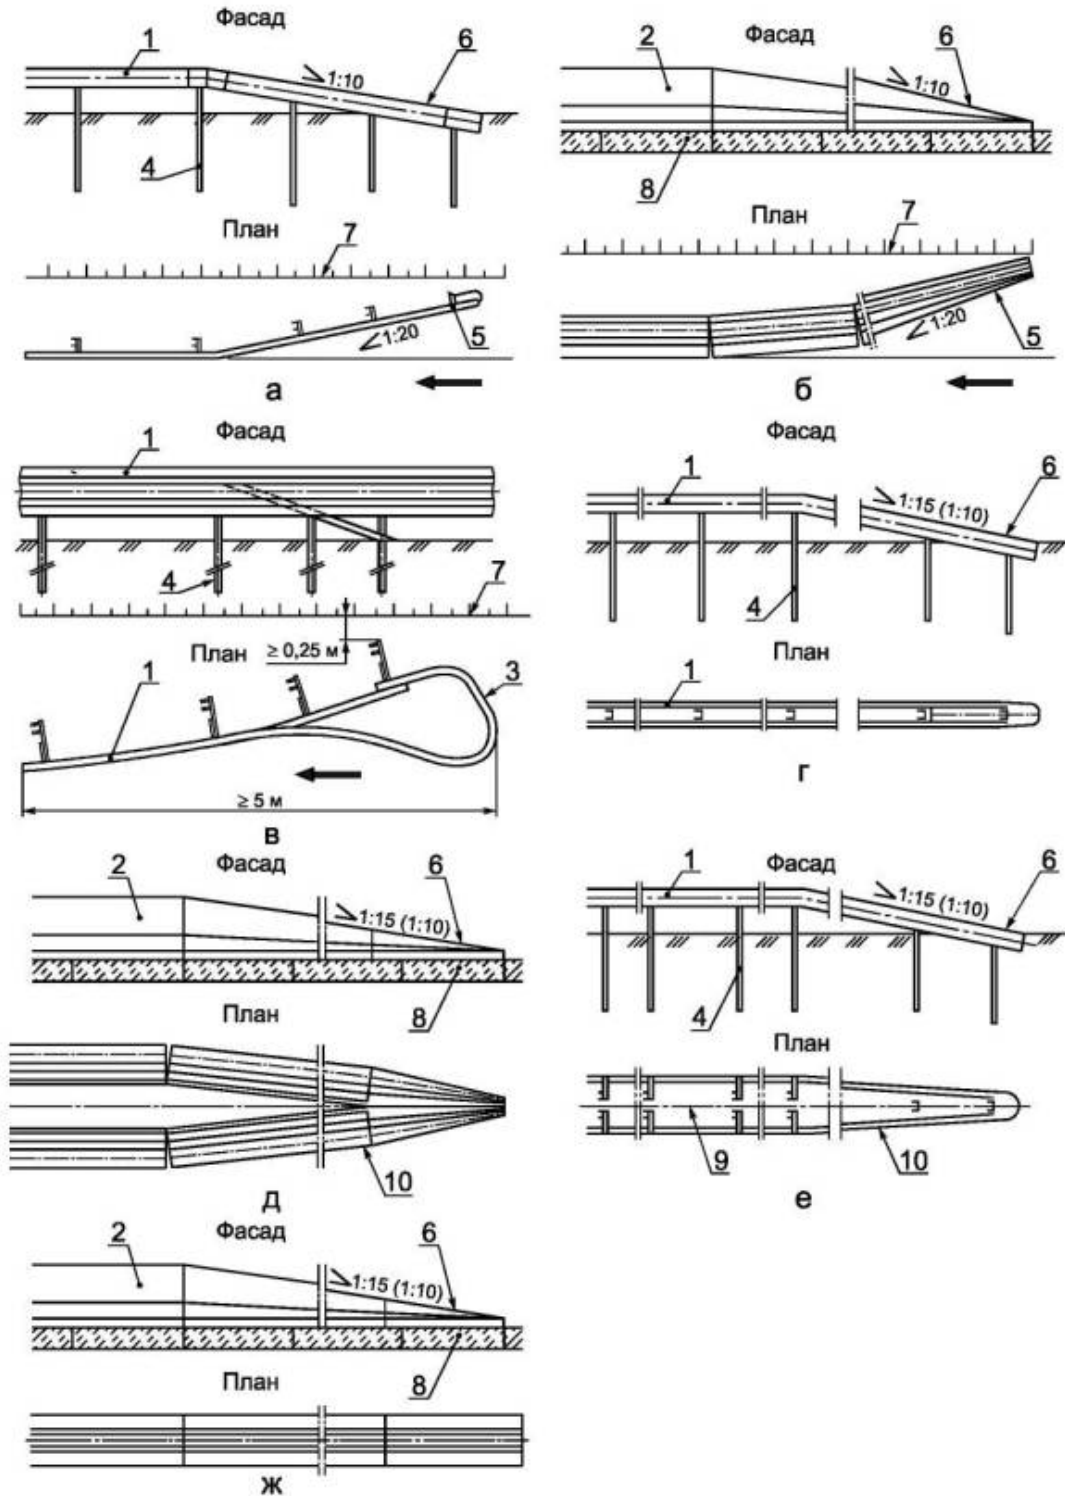 Фасад
1
6
1:10
4
План
7
1:20
5
а
Фасад
2
6
1:10
8
План
7
1:20
5
б
Фасад
1
4
7
План
≥ 0,25 м
1
3
≥ 5 м
в
Фасад
1
6
1:15 (1:10)
4
План
1
г
Фасад
2
6
1:15 (1:10)
План
8
10
д
Фасад
1
6
1:15 (1:10)
4
План
9
10
е
Фасад
2
6
1:15 (1:10)
План
8
ж